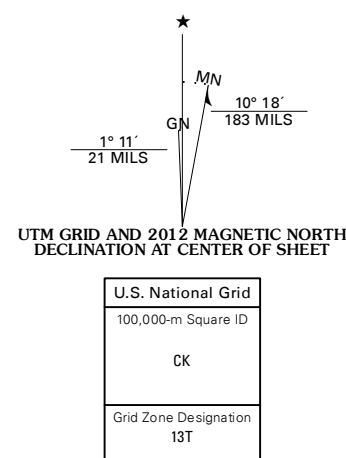 ★
MN
10° 18´
183 MILS
GN
1° 11´
21 MILS
UTM GRID AND 2012 MAGNETIC NORTH
DECLINATION AT CENTER OF SHEET
U.S. National Grid
100,000-m Square ID
CK
Grid Zone Designation
13T